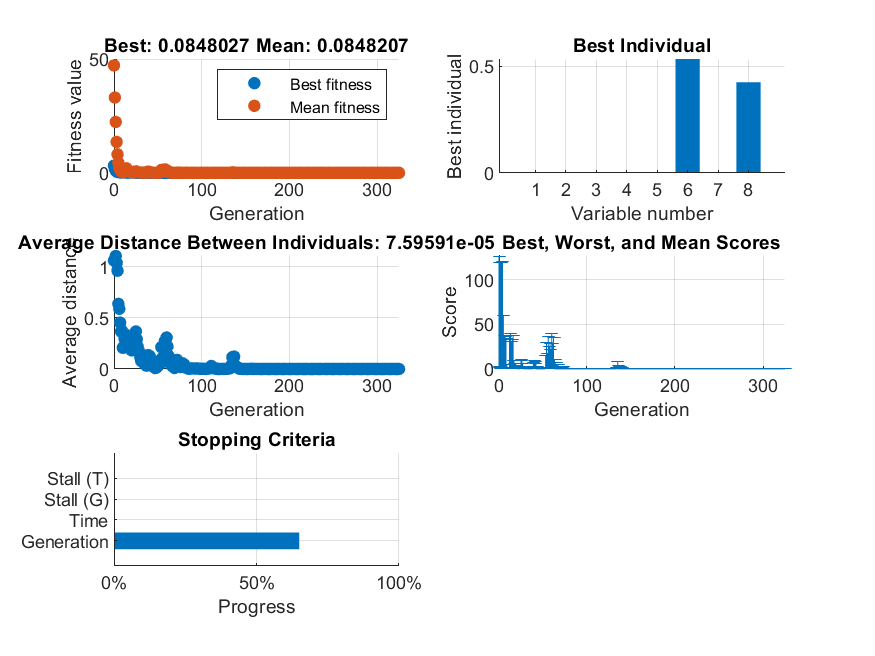 Best: 0.0848027 Mean: 0.0848207
Fitness value
50
0
Best fitness
Mean fitness
0 100 200 300
Generation
Best Individual
Best individual
0.5
0
1 2 3 4 5 6 7 8
Variable number
Average Distance Between Individuals: 7.59591e-05
Average distance
1
0.5
0
0 100 200 300
Generation
Best, Worst, and Mean Scores
Score
100
50
0
0 100 200 300
Generation
Stopping Criteria
Stall (T)
Stall (G)
Time
Generation
0% 50% 100%
Progress